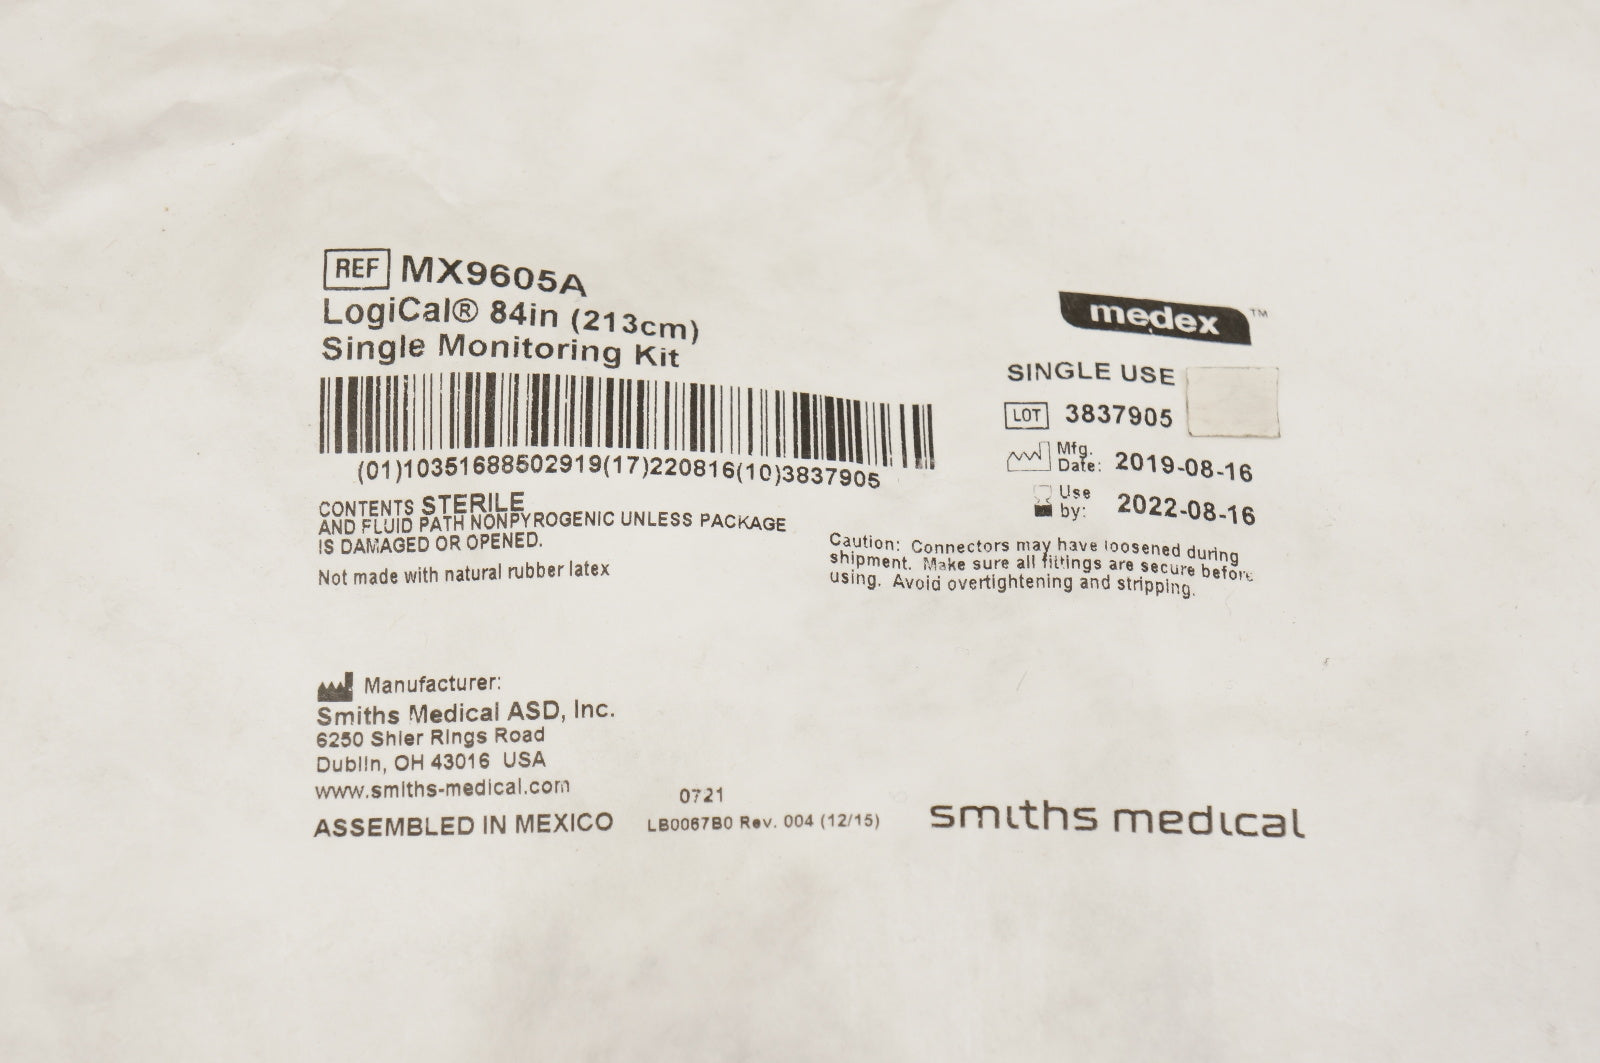 REF MX9605A
LogiCal® 84in (213cm)
Single Monitoring Kit
(01)10351688502919(17)220816(10)3837905
CONTENTS STERILE
AND FLUID PATH NONPYROGENIC UNLESS PACKAGE
IS DAMAGED OR OPENED.
Not made with natural rubber latex
medex™
SINGLE USE
LOT 3837905
Mfg.
Date: 2019-08-16
Use
by: 2022-08-16
Caution: Connectors may have loosened during
shipment. Make sure all fittings are secure before
using. Avoid overtightening and stripping.
Manufacturer:
Smiths Medical ASD, Inc.
6250 Shier Rings Road
Dublin, OH 43016 USA
www.smiths-medical.com
0721
ASSEMBLED IN MEXICO
LB0067B0 Rev. 004 (12/15)
smiths medical